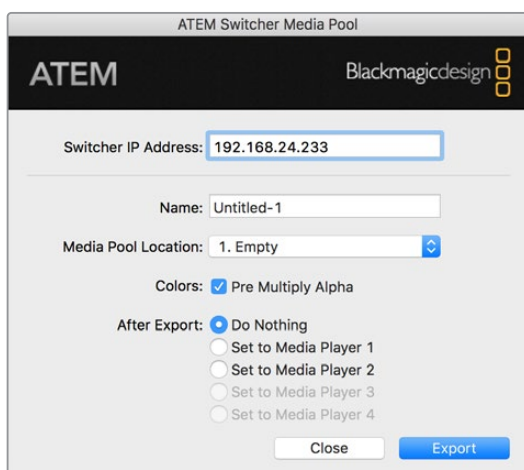 ATEM Switcher Media Pool
ATEM
Blackmagicdesign
Switcher IP Address: 192.168.24.233
Name: Untitled-1
Media Pool Location: 1. Empty
Colors: Pre Multiply Alpha
After Export: Do Nothing
Set to Media Player 1
Set to Media Player 2
Set to Media Player 3
Set to Media Player 4
Close Export